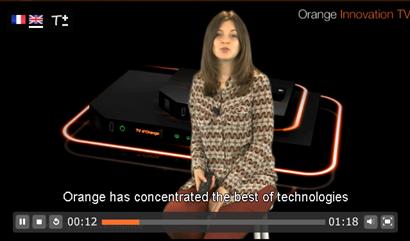 Orange Innovation TV
T±
TV d'Orange
Orange has concentrated the best of technologies
00:12
01:18